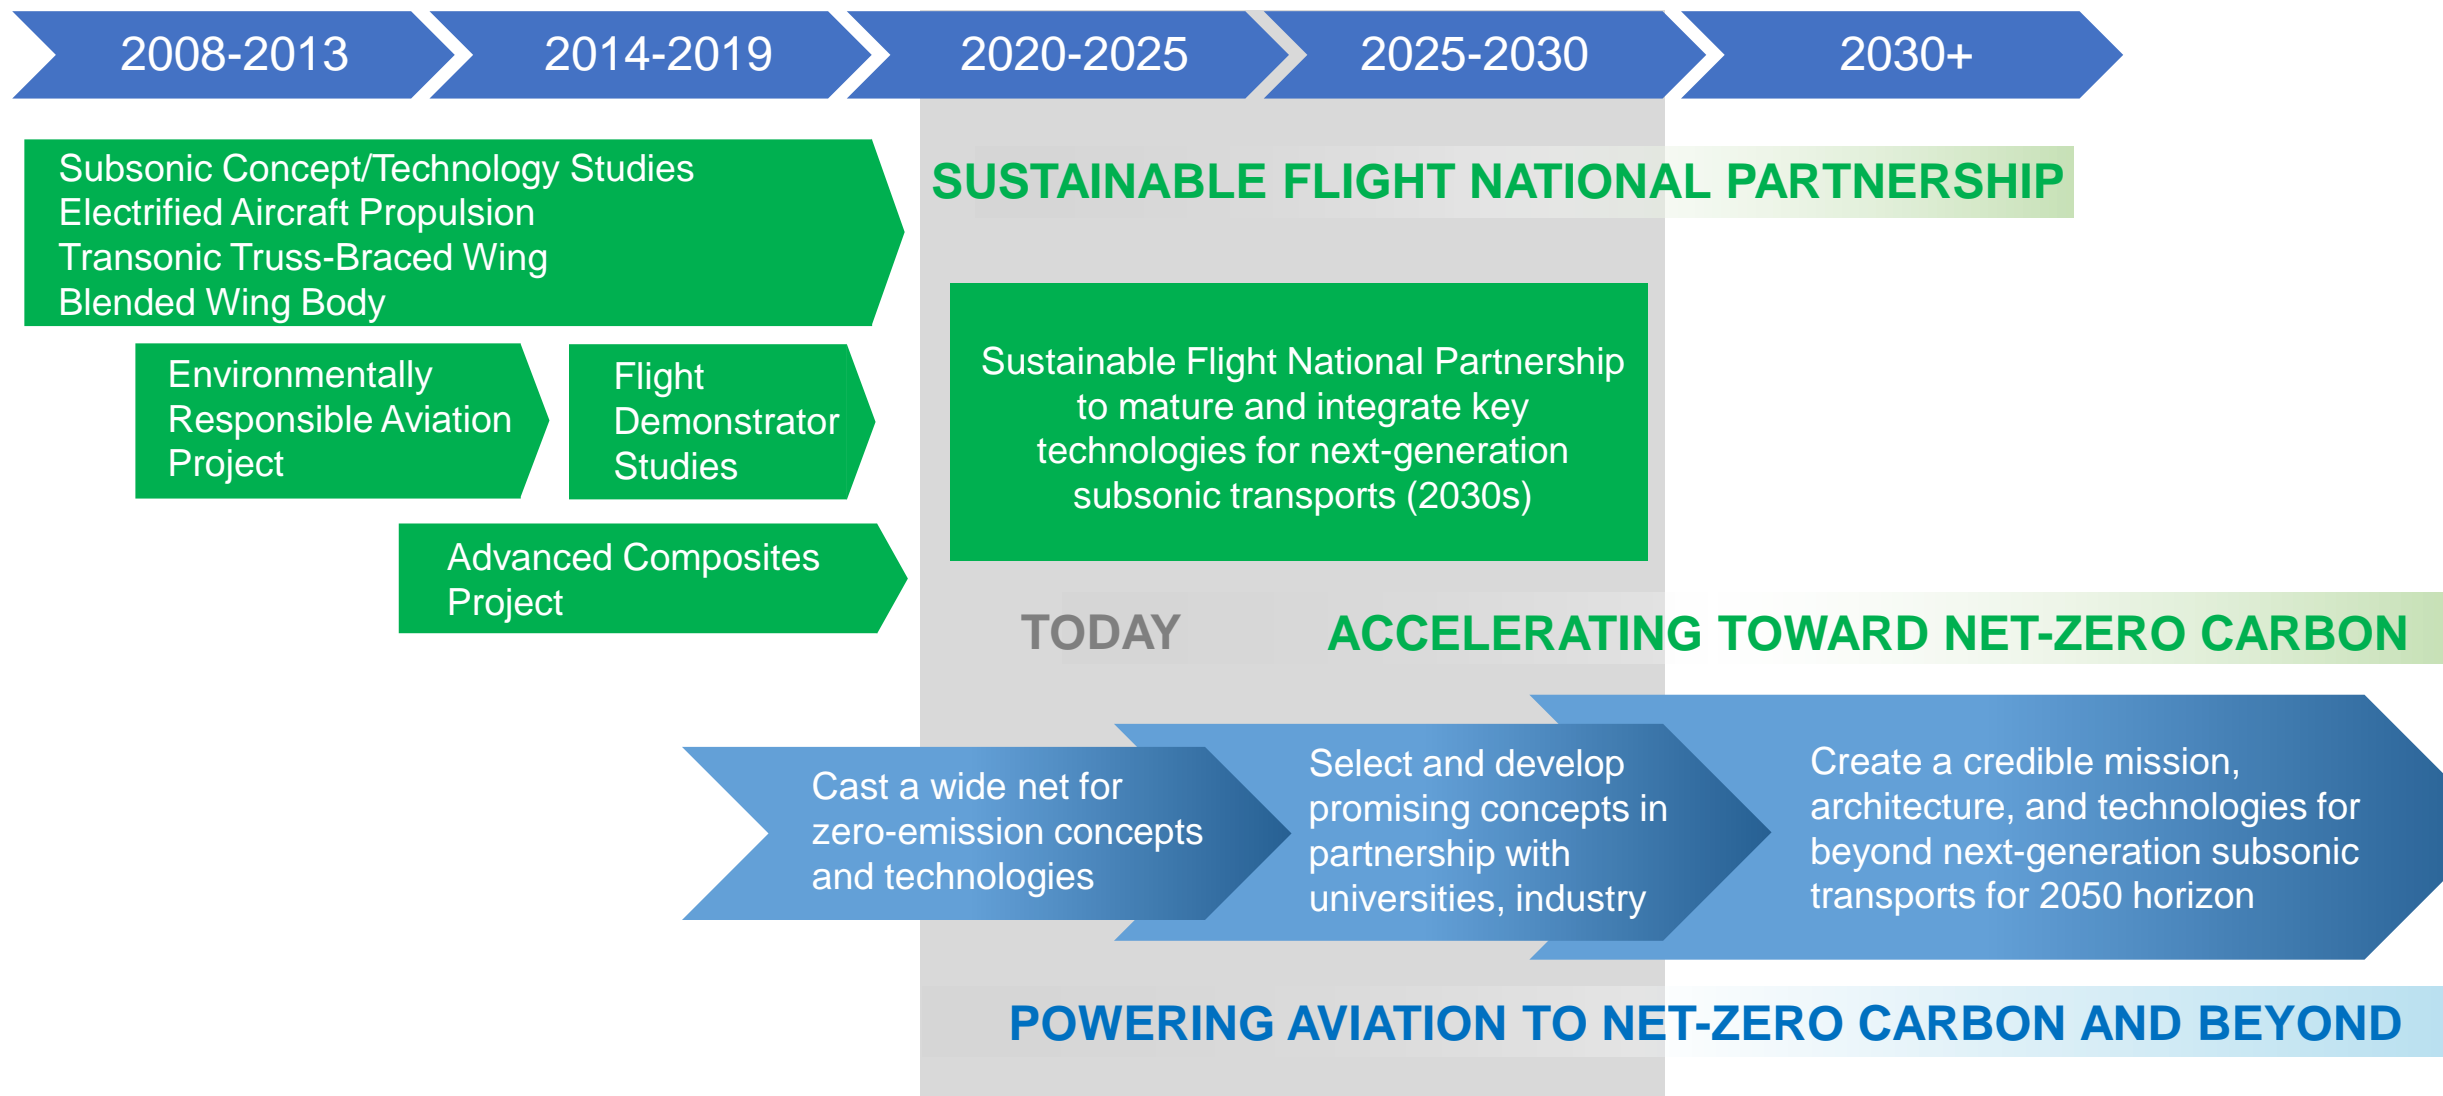 2008-2013
2014-2019
2020-2025
2025-2030
2030+
Subsonic Concept/Technology Studies
Electrified Aircraft Propulsion
Transonic Truss-Braced Wing
Blended Wing Body
SUSTAINABLE FLIGHT NATIONAL PARTNERSHIP
Environmentally
Responsible Aviation
Project
Flight
Demonstrator
Studies
Sustainable Flight National Partnership
to mature and integrate key
technologies for next-generation
subsonic transports (2030s)
Advanced Composites
Project
TODAY
ACCELERATING TOWARD NET-ZERO CARBON
Cast a wide net for
zero-emission concepts
and technologies
Select and develop
promising concepts in
partnership with
universities, industry
Create a credible mission,
architecture, and technologies for
beyond next-generation subsonic
transports for 2050 horizon
POWERING AVIATION TO NET-ZERO CARBON AND BEYOND